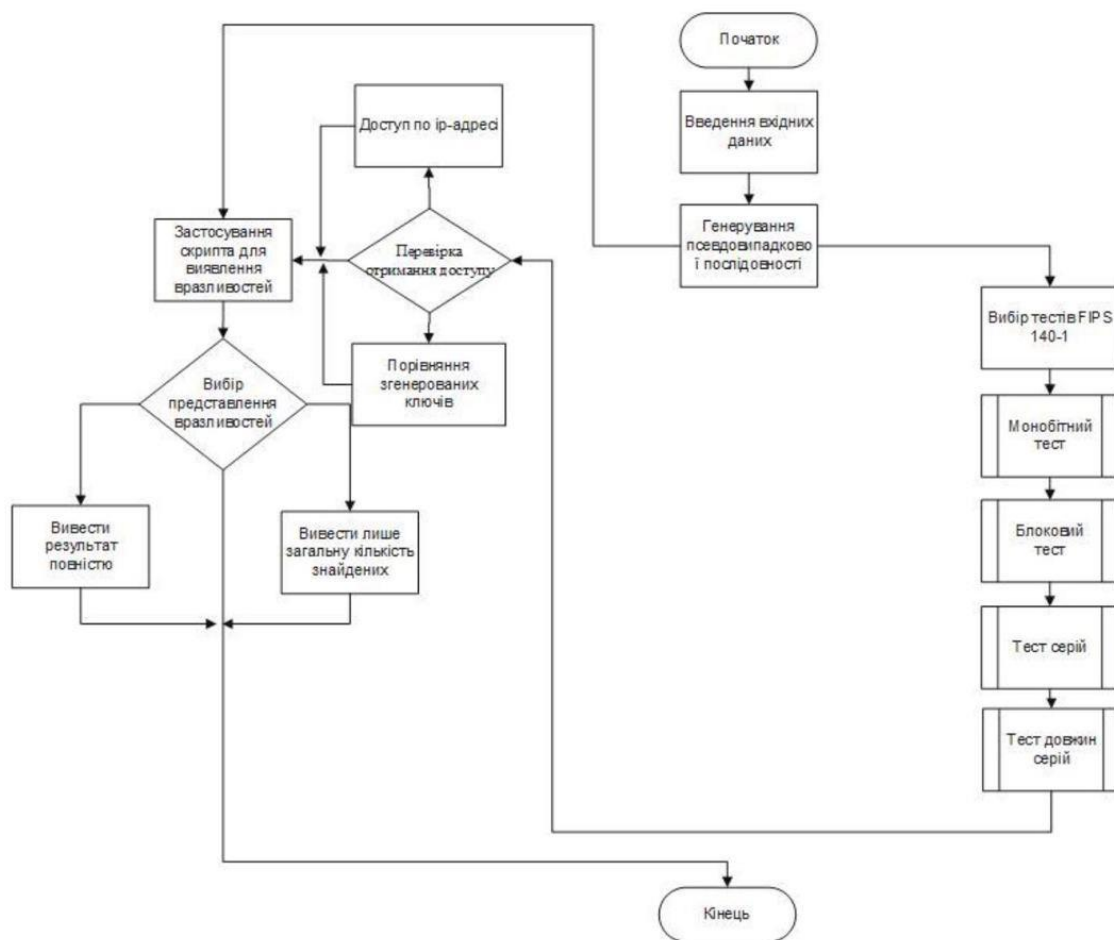 Початок
Введення вхідних
даних
Генерування
псевдовипадково
ї послідовності
Доступ по ір-адресі
Застосування
скрипта для
виявлення
вразливостей
Перевірка
отримання доступу
Порівняння
згенерованих
ключів
Вибір
представлення
вразливостей
Вивести
результат
повністю
Вивести лише
загальну кількість
знайдених
Вибір тестів FIPS
140-1
Монобітний
тест
Блоковий
тест
Тест серій
Тест довжин
серій
Кінець